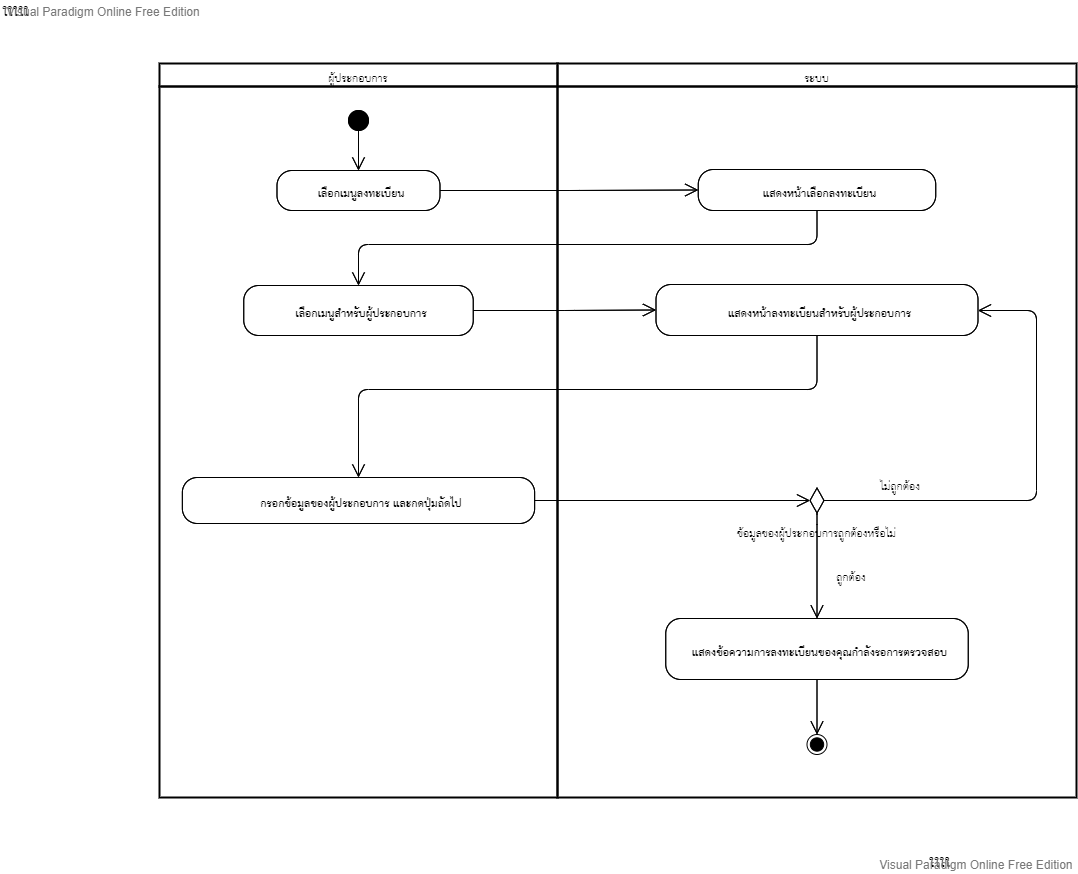 Visual Paradigm Online Free Edition
ผู้ประกอบการ
ระบบ
เลือกเมนูลงทะเบียน
แสดงหน้าเลือกลงทะเบียน
เลือกเมนูสำหรับผู้ประกอบการ
แสดงหน้าลงทะเบียนสำหรับผู้ประกอบการ
ไม่ถูกต้อง
กรอกข้อมูลของผู้ประกอบการ และกดปุ่มถัดไป
ข้อมูลของผู้ประกอบการถูกต้องหรือไม่
ถูกต้อง
แสดงข้อความการลงทะเบียนของคุณกำลังรอการตรวจสอบ
Visual Paradigm Online Free Edition